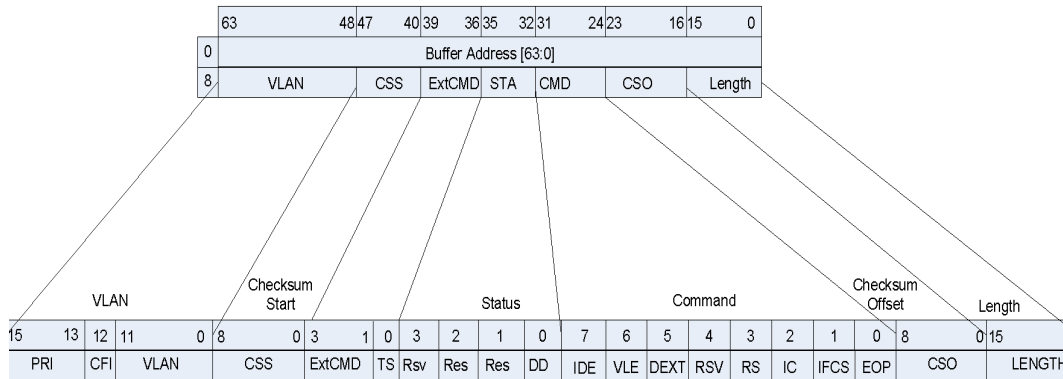 63 48 47 40 39 36 35 32 31 24 23 16 15 0
0 Buffer Address [63:0]
8 VLAN CSS ExtCMD STA CMD CSO Length
VLAN Checksum Start Status Command Checksum Offset Length
15 13 12 11 0 8 0 3 1 0 3 2 1 0 7 6 5 4 3 2 1 0 8 0 15
PRI CFI VLAN CSS ExtCMD TS Rsv Res Res DD IDE VLE DEXT RSV RS IC IFCS EOP CSO LENGTH